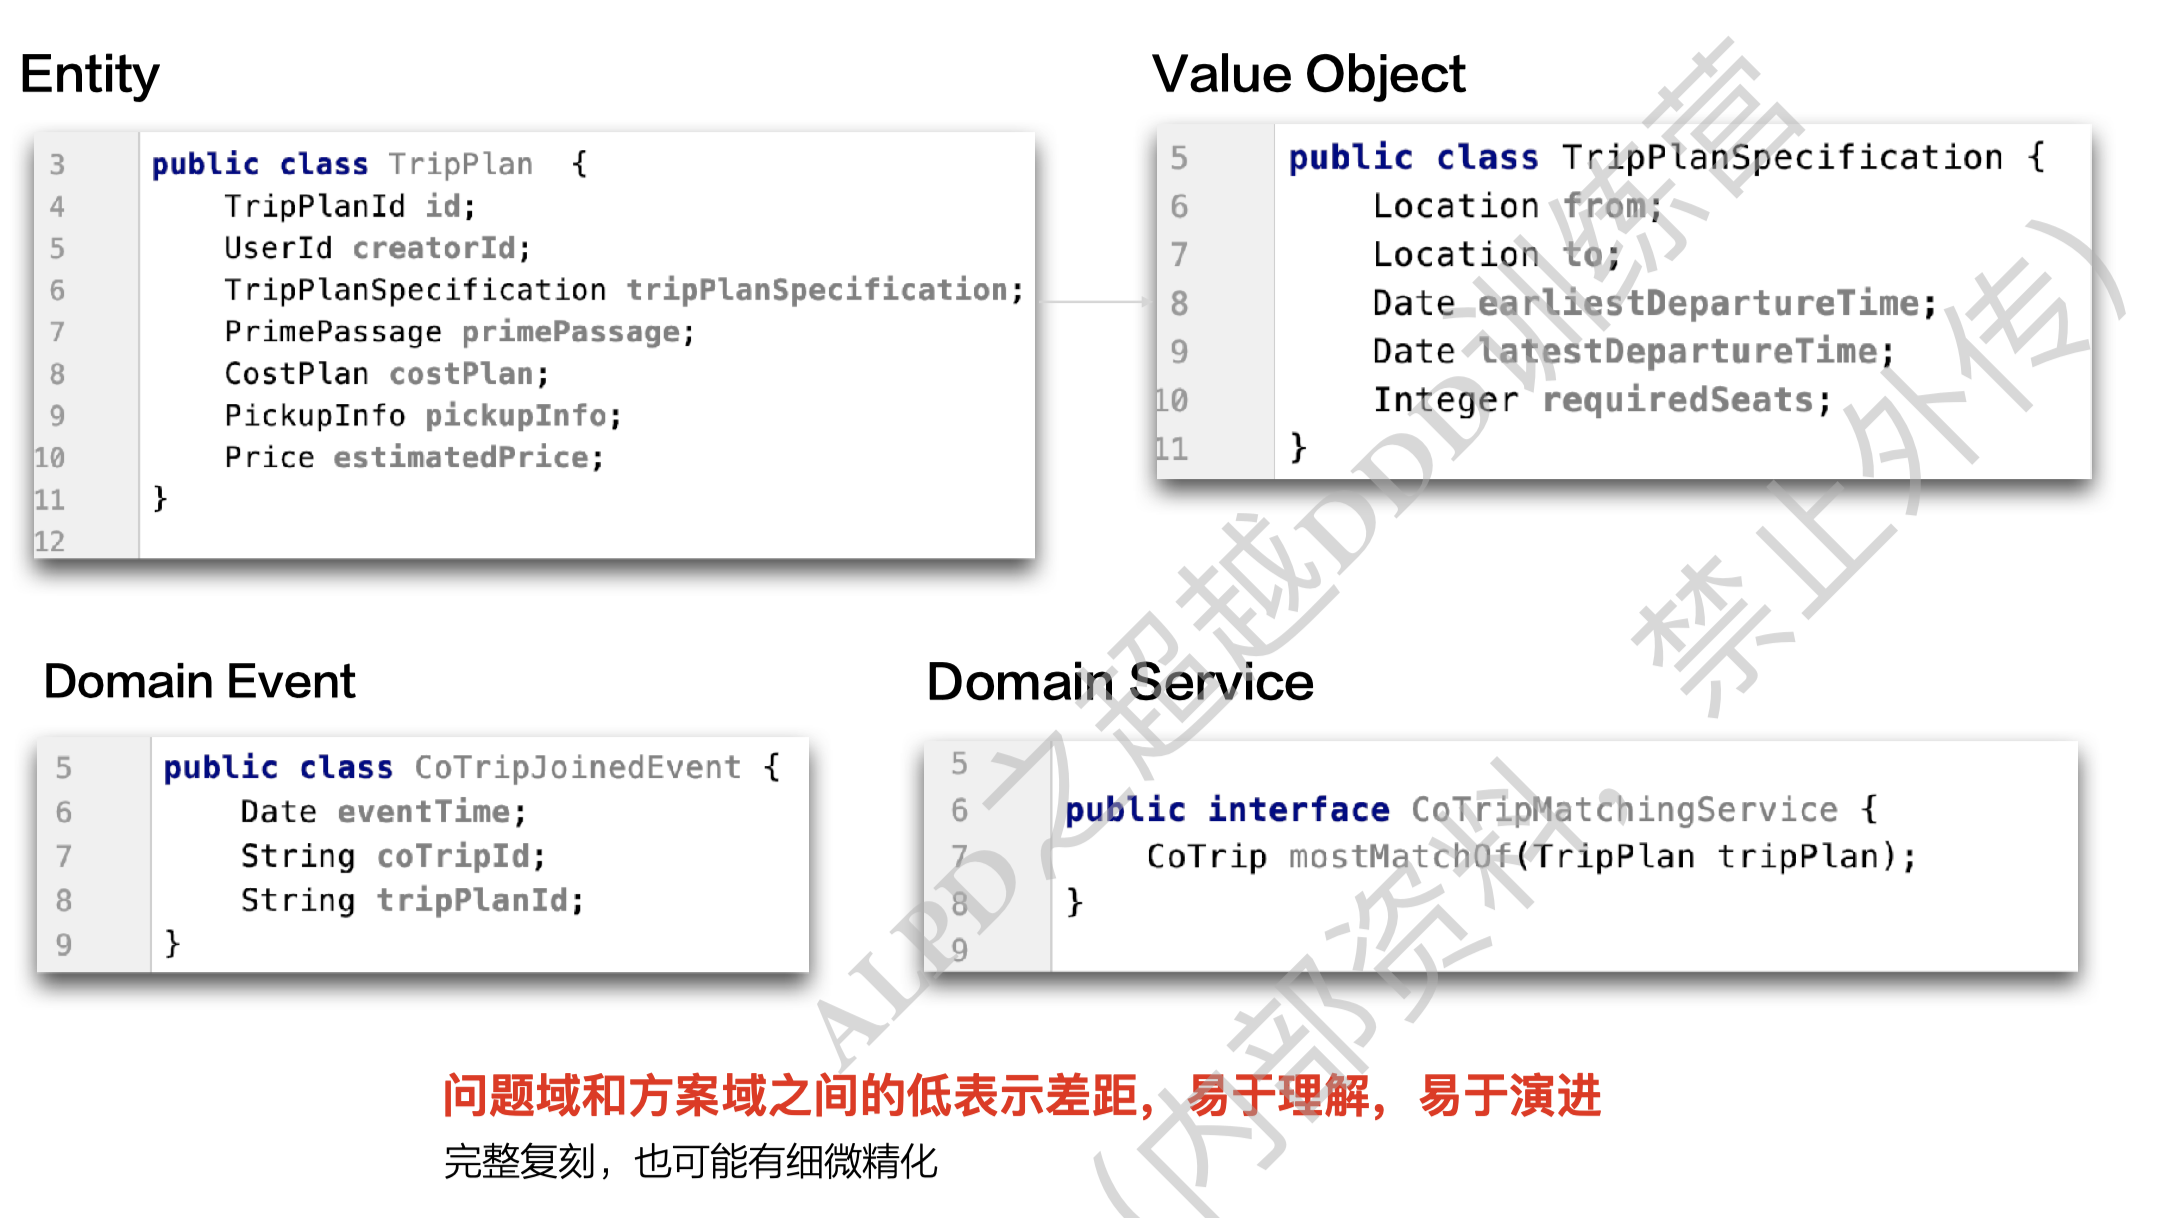 Entity
3 public class TripPlan {
4 TripPlanId id;
5 UserId creatorId;
6 TripPlanSpecification tripPlanSpecification;
7 PrimePassage primePassage;
8 CostPlan costPlan;
9 PickupInfo pickupInfo;
10 Price estimatedPrice;
11 }
12
Value Object
5 public class TripPlanSpecification {
6 Location from;
7 Location to;
8 Date earliestDepartureTime;
9 Date latestDepartureTime;
10 Integer requiredSeats;
11 }
Domain Event
5 public class CoTripJoinedEvent {
6 Date eventTime;
7 String coTripId;
8 String tripPlanId;
9 }
Domain Service
5
6 public interface CoTripMatchingService {
7 CoTrip mostMatchOf(TripPlan tripPlan);
8 }
9
问题域和方案域之间的低表示差距，易于理解，易于演进
完整复刻，也可能有细微精化
ALPD之超越DDD训练营
（内部资料，禁止外传）